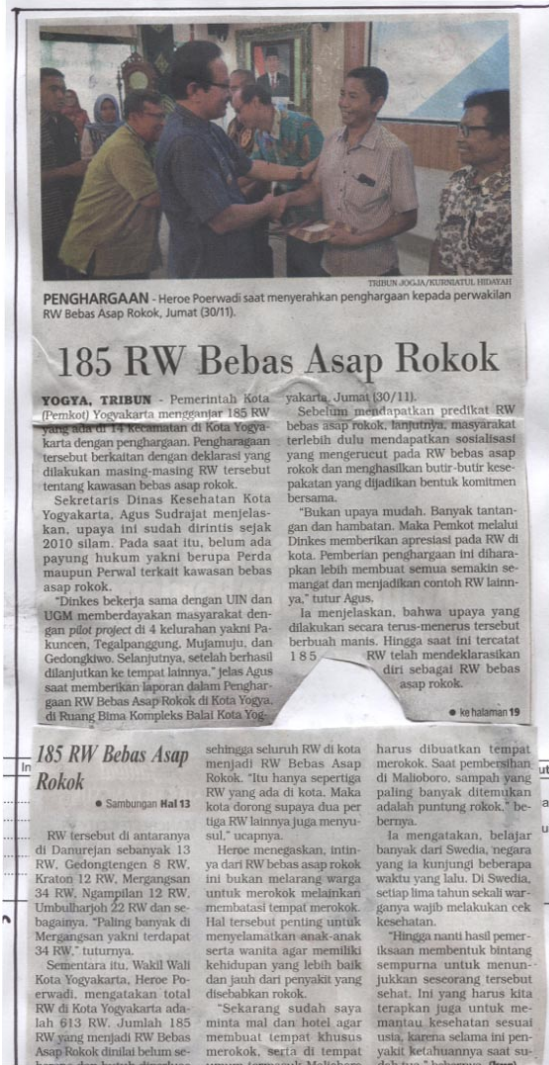 TRIBUN JOGJA/KURNIATUL HIDAYAH
PENGHARGAAN - Heroe Poerwadi saat menyerahkan penghargaan kepada perwakilan
RW Bebas Asap Rokok, Jumat (30/11).
185 RW Bebas Asap Rokok
YOGYA, TRIBUN - Pemerintah Kota
(Pemkot) Yogyakarta mengganjar 185 RW
yang ada di 14 kecamatan di Kota Yogya-
karta dengan penghargaan. Pengharagaan
tersebut berkaitan dengan deklarasi yang
dilakukan masing-masing RW tersebut
tentang kawasan bebas asap rokok.
Sekretaris Dinas Kesehatan Kota
Yogyakarta, Agus Sudrajat menjelas-
kan, upaya ini sudah dirintis sejak
2010 silam. Pada saat itu, belum ada
payung hukum yakni berupa Perda
maupun Perwal terkait kawasan bebas
asap rokok.
"Dinkes bekerja sama dengan UIN dan
UGM memberdayakan masyarakat den-
gan pilot project di 4 kelurahan yakni Pa-
kuncen, Tegalpanggung, Mujamuju, dan
Gedongkiwo. Selanjutnya, setelah berhasil
dilanjutkan ke tempat lainnya," jelas Agus
saat memberikan laporan dalam Penghar-
gaan RW Bebas Asap Rokok di Kota Yogya,
di Ruang Bima Kompleks Balai Kota Yog-
yakarta, Jumat (30/11).
Sebelum mendapatkan predikat RW
bebas asap rokok, lanjutnya, masyarakat
terlebih dulu mendapatkan sosialisasi
yang mengerucut pada RW bebas asap
rokok dan menghasilkan butir-butir kese-
pakatan yang dijadikan bentuk komitmen
bersama.
"Bukan upaya mudah. Banyak tantan-
gan dan hambatan. Maka Pemkot melalui
Dinkes memberikan apresiasi pada RW di
kota. Pemberian penghargaan ini dihara-
pkan lebih membuat semua semakin se-
mangat dan menjadikan contoh RW lainn-
ya," tutur Agus.
Ia menjelaskan, bahwa upaya yang
dilakukan secara terus-menerus tersebut
berbuah manis. Hingga saat ini tercatat
185 RW telah mendeklarasikan
diri sebagai RW bebas
asap rokok.
● ke halaman 19
185 RW Bebas Asap
Rokok
● Sambungan Hal 13
RW tersebut di antaranya
di Danurejan sebanyak 13
RW, Gedongtengen 8 RW,
Kraton 12 RW, Mergangsan
34 RW, Ngampilan 12 RW,
Umbulharjoh 22 RW dan se-
bagainya. "Paling banyak di
Mergangsan yakni terdapat
34 RW," tuturnya.
Sementara itu, Wakil Wali
Kota Yogyakarta, Heroe Po-
erwadi, mengatakan total
RW di Kota Yogyakarta ada-
lah 613 RW. Jumlah 185
RW yang menjadi RW Bebas
Asap Rokok dinilai belum se-
sehingga seluruh RW di kota
menjadi RW Bebas Asap
Rokok. "Itu hanya sepertiga
RW yang ada di kota. Maka
kota dorong supaya dua per
tiga RW lainnya juga menyu-
sul," ucapnya.
Heroe menegaskan, intin-
ya dari RW bebas asap rokok
ini bukan melarang warga
untuk merokok melainkan
membatasi tempat merokok.
Hal tersebut penting untuk
menyelamatkan anak-anak
serta wanita agar memiliki
kehidupan yang lebih baik
dan jauh dari penyakit yang
disebabkan rokok.
"Sekarang sudah saya
minta mal dan hotel agar
membuat tempat khusus
merokok, serta di tempat
umum termasuk Malioboro
harus dibuatkan tempat
merokok. Saat pembersihan
di Malioboro, sampah yang
paling banyak ditemukan
adalah puntung rokok," be-
bernya.
Ia mengatakan, belajar
banyak dari Swedia, negara
yang ia kunjungi beberapa
waktu yang lalu. Di Swedia,
setiap lima tahun sekali war-
ganya wajib melakukan cek
kesehatan.
"Hingga nanti hasil pemer-
iksaan membentuk bintang
sempurna untuk menun-
jukkan seseorang tersebut
sehat. Ini yang harus kita
terapkan juga untuk me-
mantau kesehatan sesuai
usia, karena selama ini pen-
yakit ketahuannya saat su-